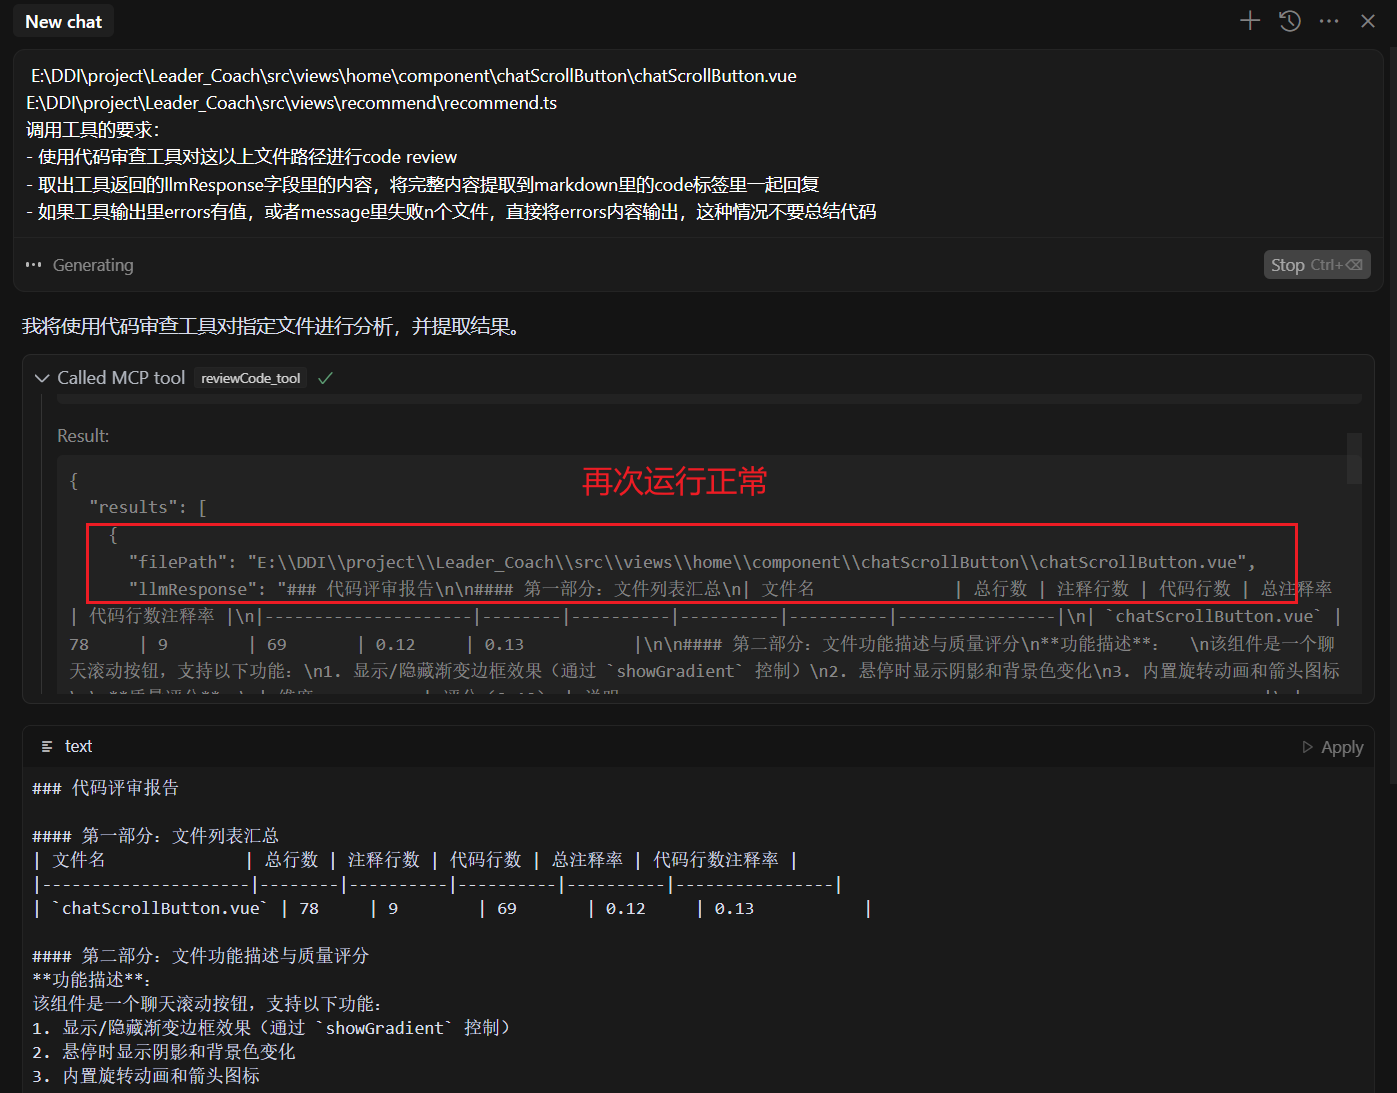 New chat
E:\DDI\project\Leader_Coach\src\views\home\component\chatScrollButton\chatScrollButton.vue
E:\DDI\project\Leader_Coach\src\views\recommend\recommend.ts
调用工具的要求：
- 使用代码审查工具对这以上文件路径进行code review
- 取出工具返回的llmResponse字段里的内容，将完整内容提取到markdown里的code标签里一起回复
- 如果工具输出里errors有值，或者message里失败n个文件，直接将errors内容输出，这种情况不要总结代码
Generating
Stop Ctrl+⌫
我将使用代码审查工具对指定文件进行分析，并提取结果。
Called MCP tool reviewCode_tool
Result:
再次运行正常
{
"results": [
{
"filePath": "E:\\DDI\\project\\Leader_Coach\\src\\views\\home\\component\\chatScrollButton\\chatScrollButton.vue",
"llmResponse": "### 代码评审报告\n\n#### 第一部分：文件列表汇总\n| 文件名 | 总行数 | 注释行数 | 代码行数 | 总注释率
| 代码行数注释率 |\n|---------------------|--------|----------|----------|----------|----------------|\n| `chatScrollButton.vue` |
78 | 9 | 69 | 0.12 | 0.13 |\n\n#### 第二部分：文件功能描述与质量评分\n**功能描述**： \n该组件是一个聊
天滚动按钮，支持以下功能：\n1. 显示/隐藏渐变边框效果（通过 `showGradient` 控制）\n2. 悬停时显示阴影和背景色变化\n3. 内置旋转动画和箭头图标
text
Apply
### 代码评审报告
#### 第一部分：文件列表汇总
| 文件名 | 总行数 | 注释行数 | 代码行数 | 总注释率 | 代码行数注释率 |
|---------------------|--------|----------|----------|----------|----------------|
| `chatScrollButton.vue` | 78 | 9 | 69 | 0.12 | 0.13 |
#### 第二部分：文件功能描述与质量评分
**功能描述**：
该组件是一个聊天滚动按钮，支持以下功能：
1. 显示/隐藏渐变边框效果（通过 `showGradient` 控制）
2. 悬停时显示阴影和背景色变化
3. 内置旋转动画和箭头图标